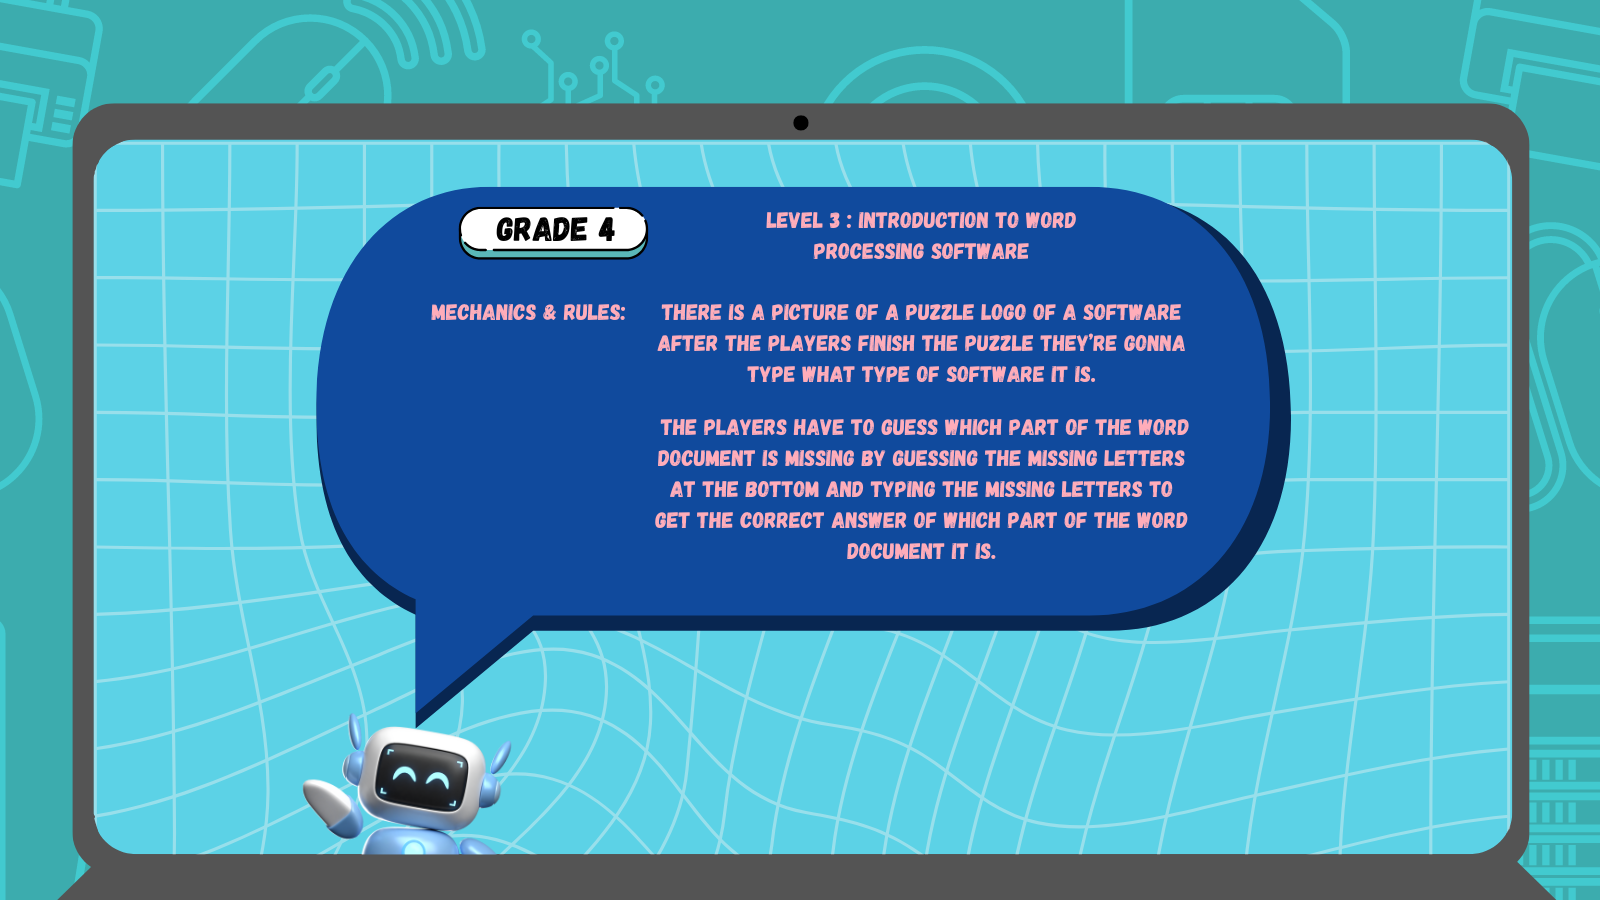 GRADE 4
LEVEL 3 : INTRODUCTION TO WORD
PROCESSING SOFTWARE
MECHANICS & RULES:
THERE IS A PICTURE OF A PUZZLE LOGO OF A SOFTWARE
AFTER THE PLAYERS FINISH THE PUZZLE THEY'RE GONNA
TYPE WHAT TYPE OF SOFTWARE IT IS.
THE PLAYERS HAVE TO GUESS WHICH PART OF THE WORD
DOCUMENT IS MISSING BY GUESSING THE MISSING LETTERS
AT THE BOTTOM AND TYPING THE MISSING LETTERS TO
GET THE CORRECT ANSWER OF WHICH PART OF THE WORD
DOCUMENT IT IS.